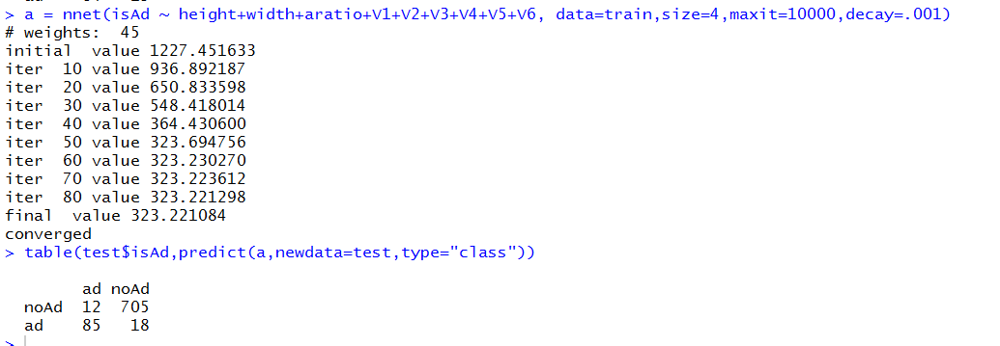 > a = nnet(isAd ~ height+width+aratio+V1+V2+V3+V4+V5+V6, data=train,size=4,maxit=10000,decay=.001)
# weights:  45
initial  value 1227.451633
iter  10 value 936.892187
iter  20 value 650.833598
iter  30 value 548.418014
iter  40 value 364.430600
iter  50 value 323.694756
iter  60 value 323.230270
iter  70 value 323.223612
iter  80 value 323.221298
final  value 323.221084
converged
> table(test$isAd,predict(a,newdata=test,type="class"))
ad noAd
noAd  12  705
ad    85   18
>